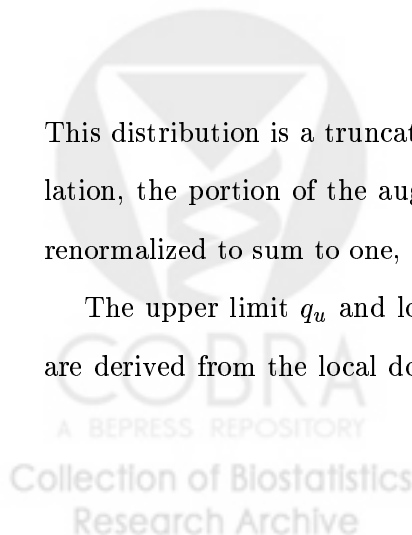 This distribution is a truncat
lation, the portion of the aug
renormalized to sum to one,
The upper limit q_u and lo
are derived from the local do
COBRA
A BEPRESS REPOSITORY
Collection of Biostatistics
Research Archive